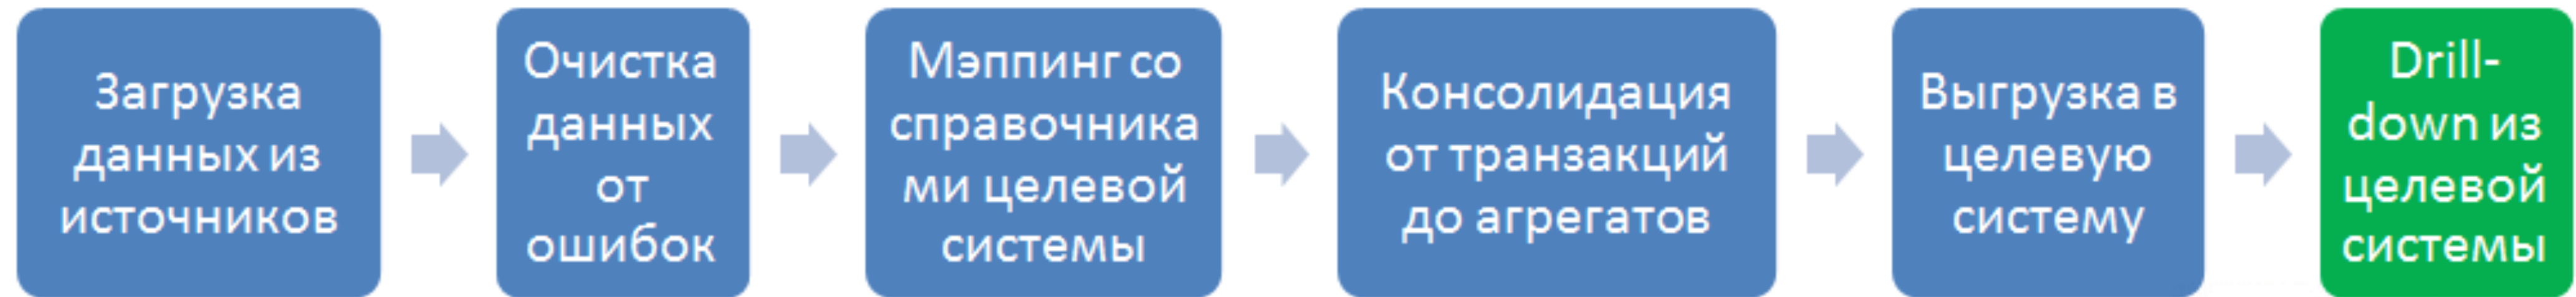 Загрузка
данных из
источников
Очистка
данных
от
ошибок
Мэппинг со
справочника
ми целевой
системы
Консолидация
от транзакций
до агрегатов
Выгрузка в
целевую
систему
Drill-
down из
целевой
системы